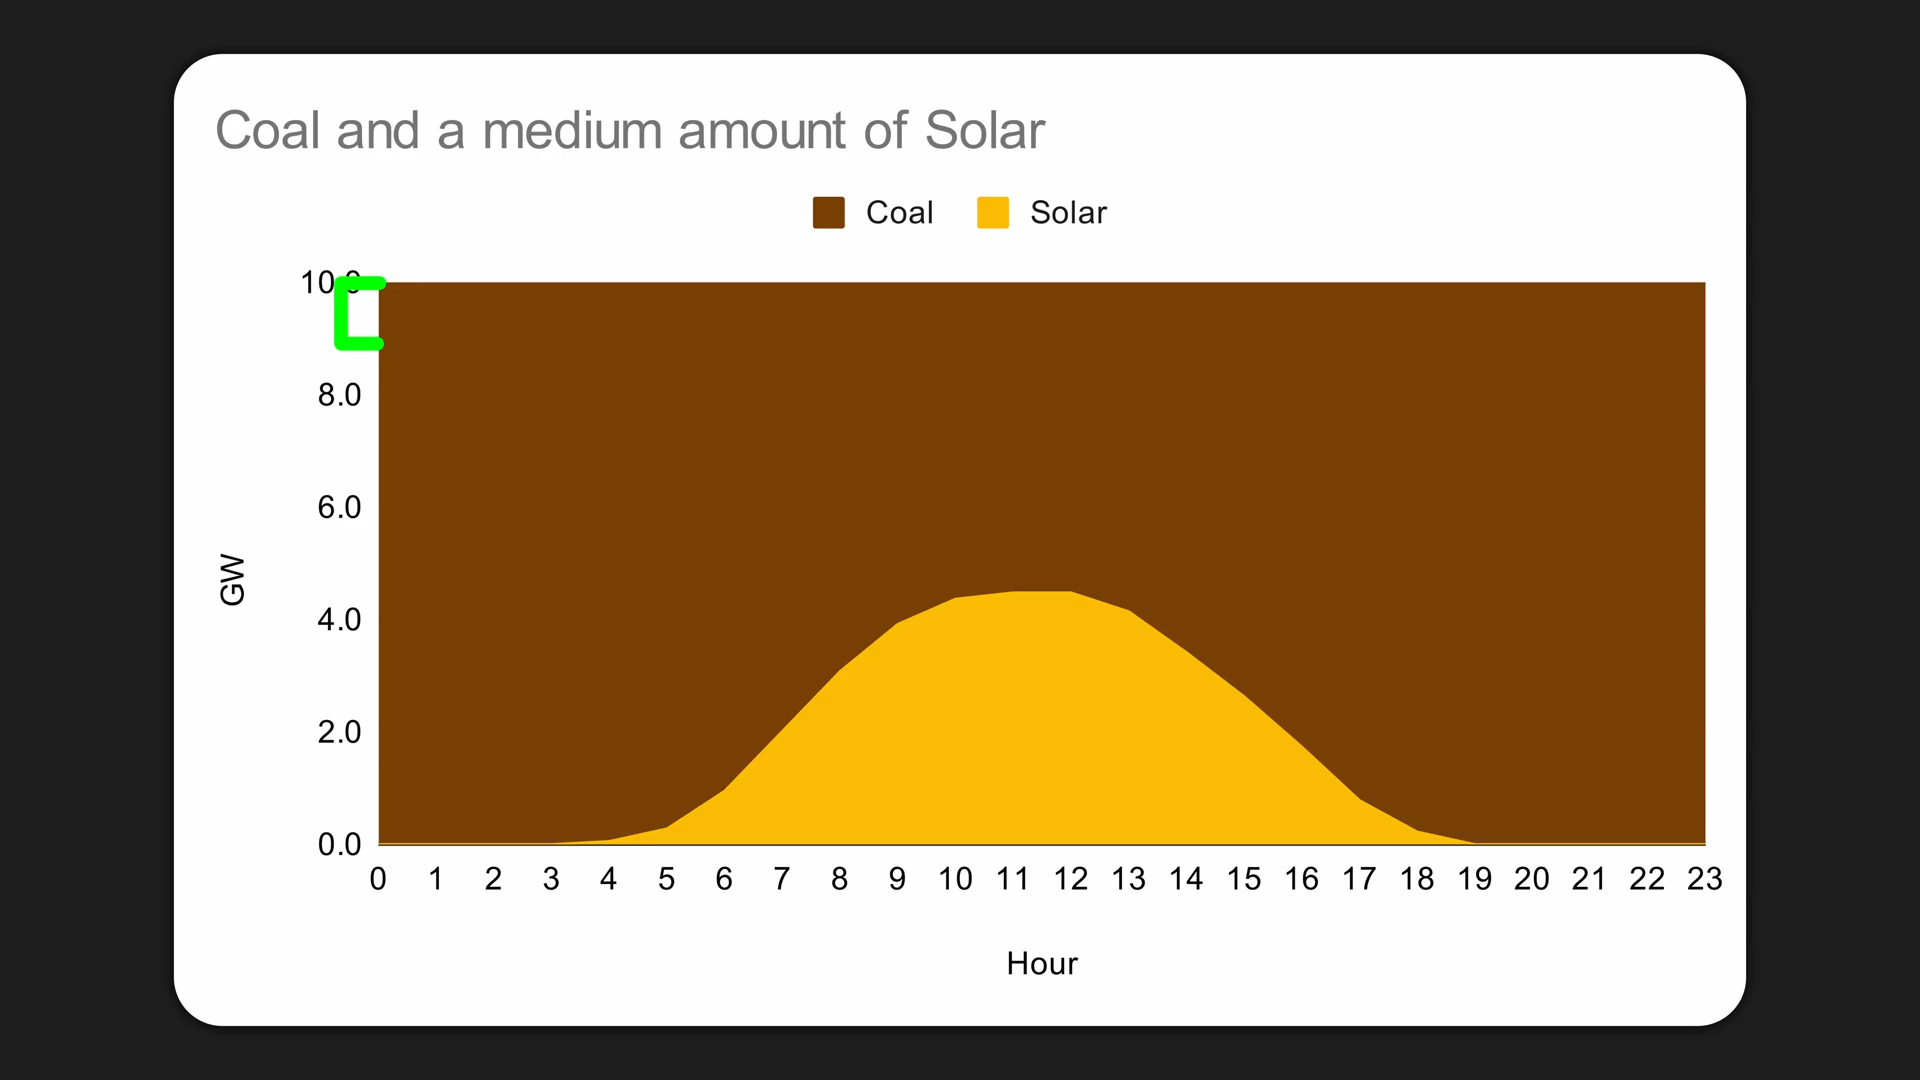 Coal and a medium amount of Solar
Coal Solar
10.0
8.0
6.0
4.0
2.0
0.0
GW
0 1 2 3 4 5 6 7 8 9 10 11 12 13 14 15 16 17 18 19 20 21 22 23
Hour